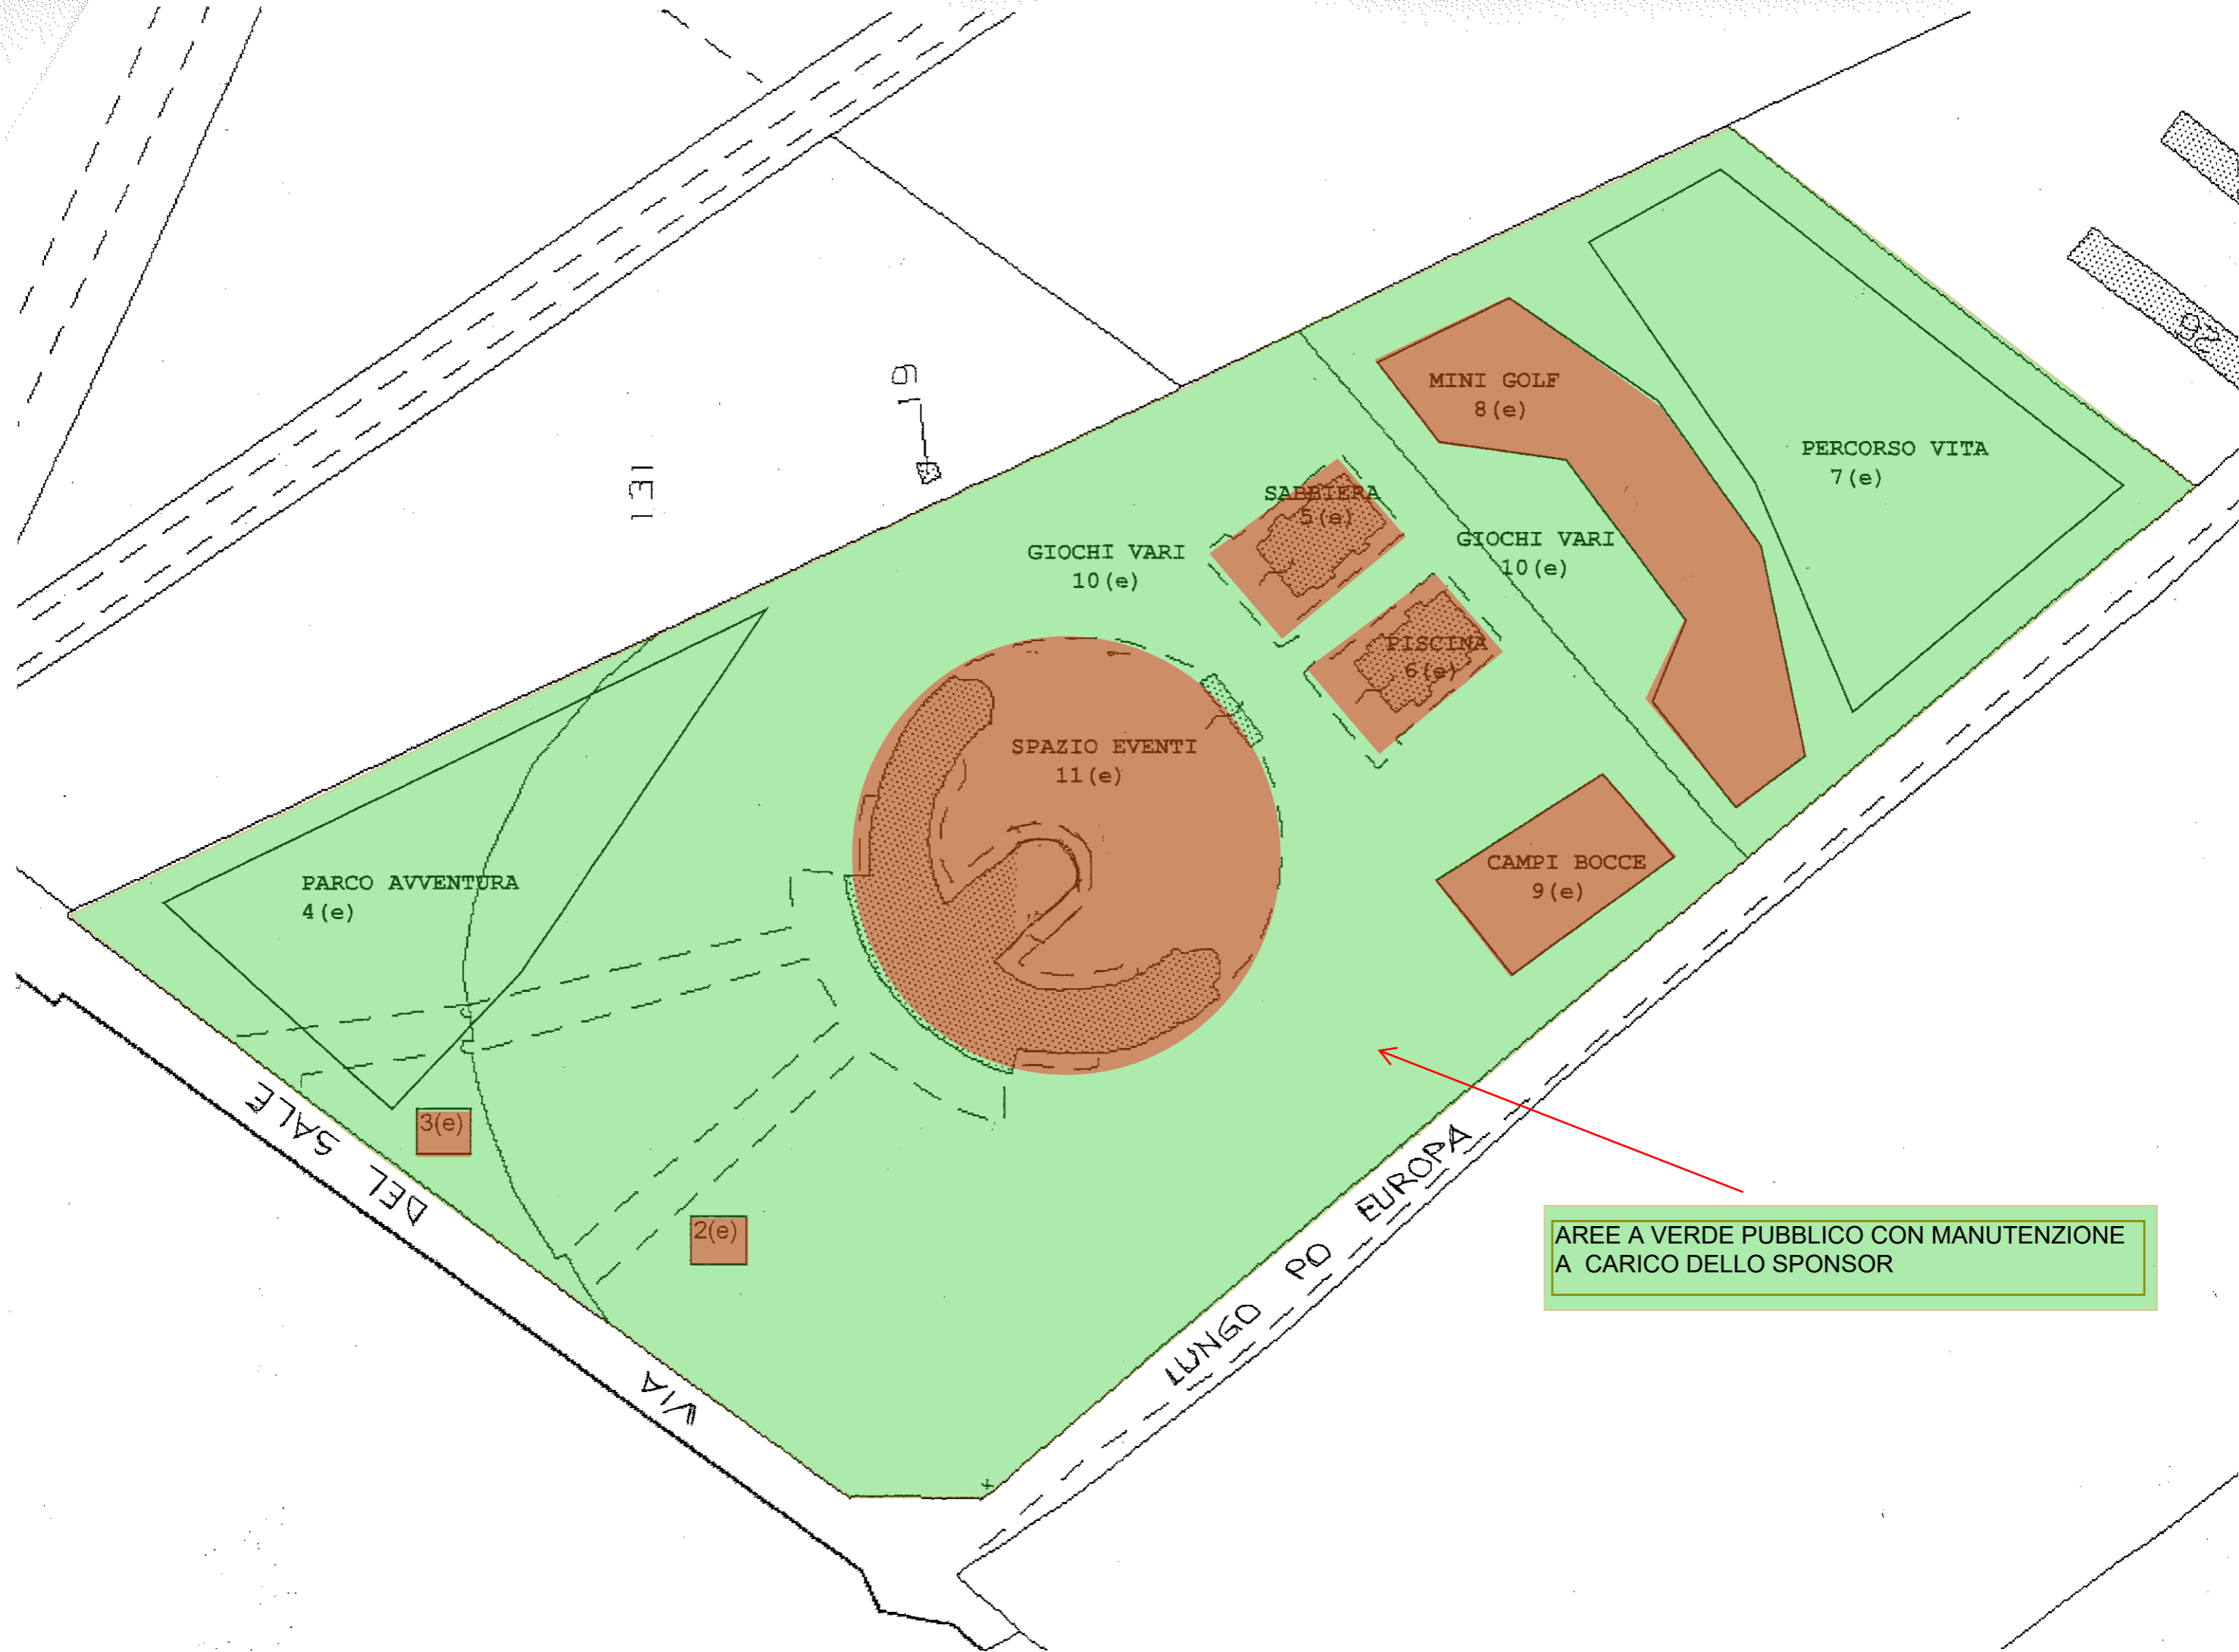 MINI GOLF
8(e)
PERCORSO VITA
7(e)
19
131
SABBIERA
5(e)
GIOCHI VARI
10(e)
GIOCHI VARI
10(e)
PISCINA
6(e)
SPAZIO EVENTI
11(e)
CAMPI BOCCE
9(e)
PARCO AVVENTURA
4(e)
3(e)
2(e)
VIA DEL SALE
LUNGO PO EUROPA
AREE A VERDE PUBBLICO CON MANUTENZIONE
A CARICO DELLO SPONSOR